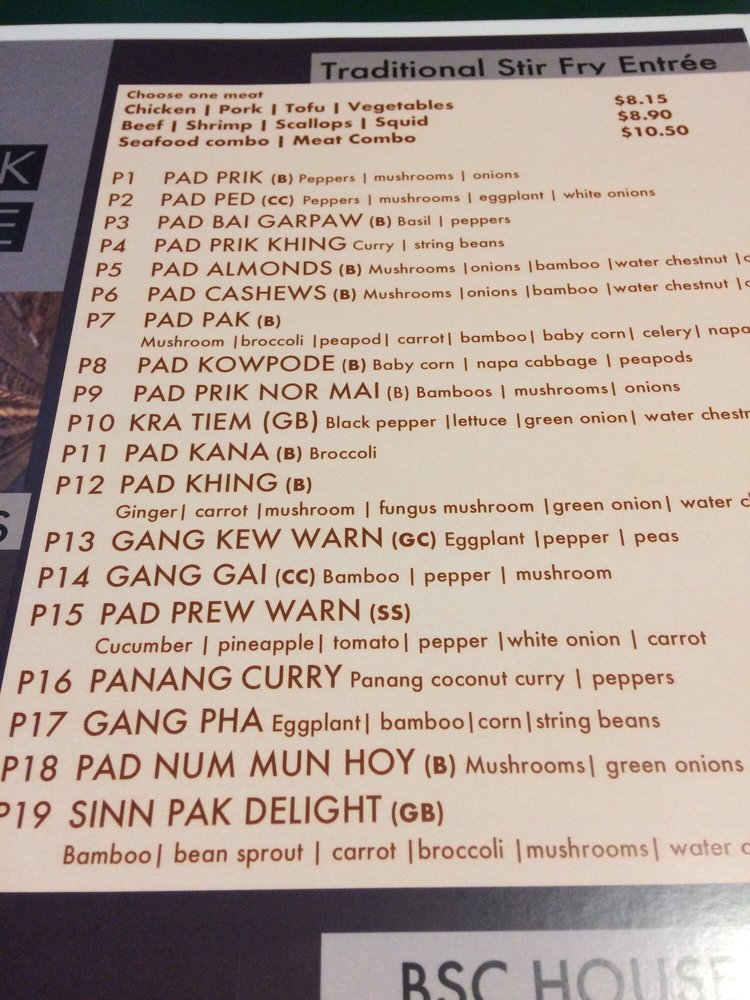 Traditional Stir Fry Entrée
Choose one meat
Chicken | Pork | Tofu | Vegetables $8.15
Beef | Shrimp | Scallops | Squid $8.90
Seafood combo | Meat Combo $10.50
K
E
P1 PAD PRIK (B) Peppers | mushrooms | onions
P2 PAD PED (CC) Peppers | mushrooms | eggplant | white onions
P3 PAD BAI GARPAW (B) Basil | peppers
P4 PAD PRIK KHING Curry | string beans
P5 PAD ALMONDS (B) Mushrooms |onions |bamboo |water chestnut |
P6 PAD CASHEWS (B) Mushrooms |onions |bamboo |water chestnut |
P7 PAD PAK (B)
Mushroom |broccoli |peapod | carrot| bamboo| baby corn| celery| napa
P8 PAD KOWPODE (B) Baby corn | napa cabbage | peapods
P9 PAD PRIK NOR MAI (B) Bamboos | mushrooms| onions
P10 KRA TIEM (GB) Black pepper |lettuce |green onion| water chestn
P11 PAD KANA (B) Broccoli
P12 PAD KHING (B)
Ginger| carrot |mushroom | fungus mushroom |green onion| water
S
P13 GANG KEW WARN (GC) Eggplant |pepper | peas
P14 GANG GAI (CC) Bamboo | pepper | mushroom
P15 PAD PREW WARN (SS)
Cucumber | pineapple| tomato| pepper |white onion | carrot
P16 PANANG CURRY Panang coconut curry | peppers
P17 GANG PHA Eggplant| bamboo|corn|string beans
P18 PAD NUM MUN HOY (B) Mushrooms| green onions
P19 SINN PAK DELIGHT (GB)
Bamboo| bean sprout | carrot |broccoli |mushrooms| water
BSC HOUSE